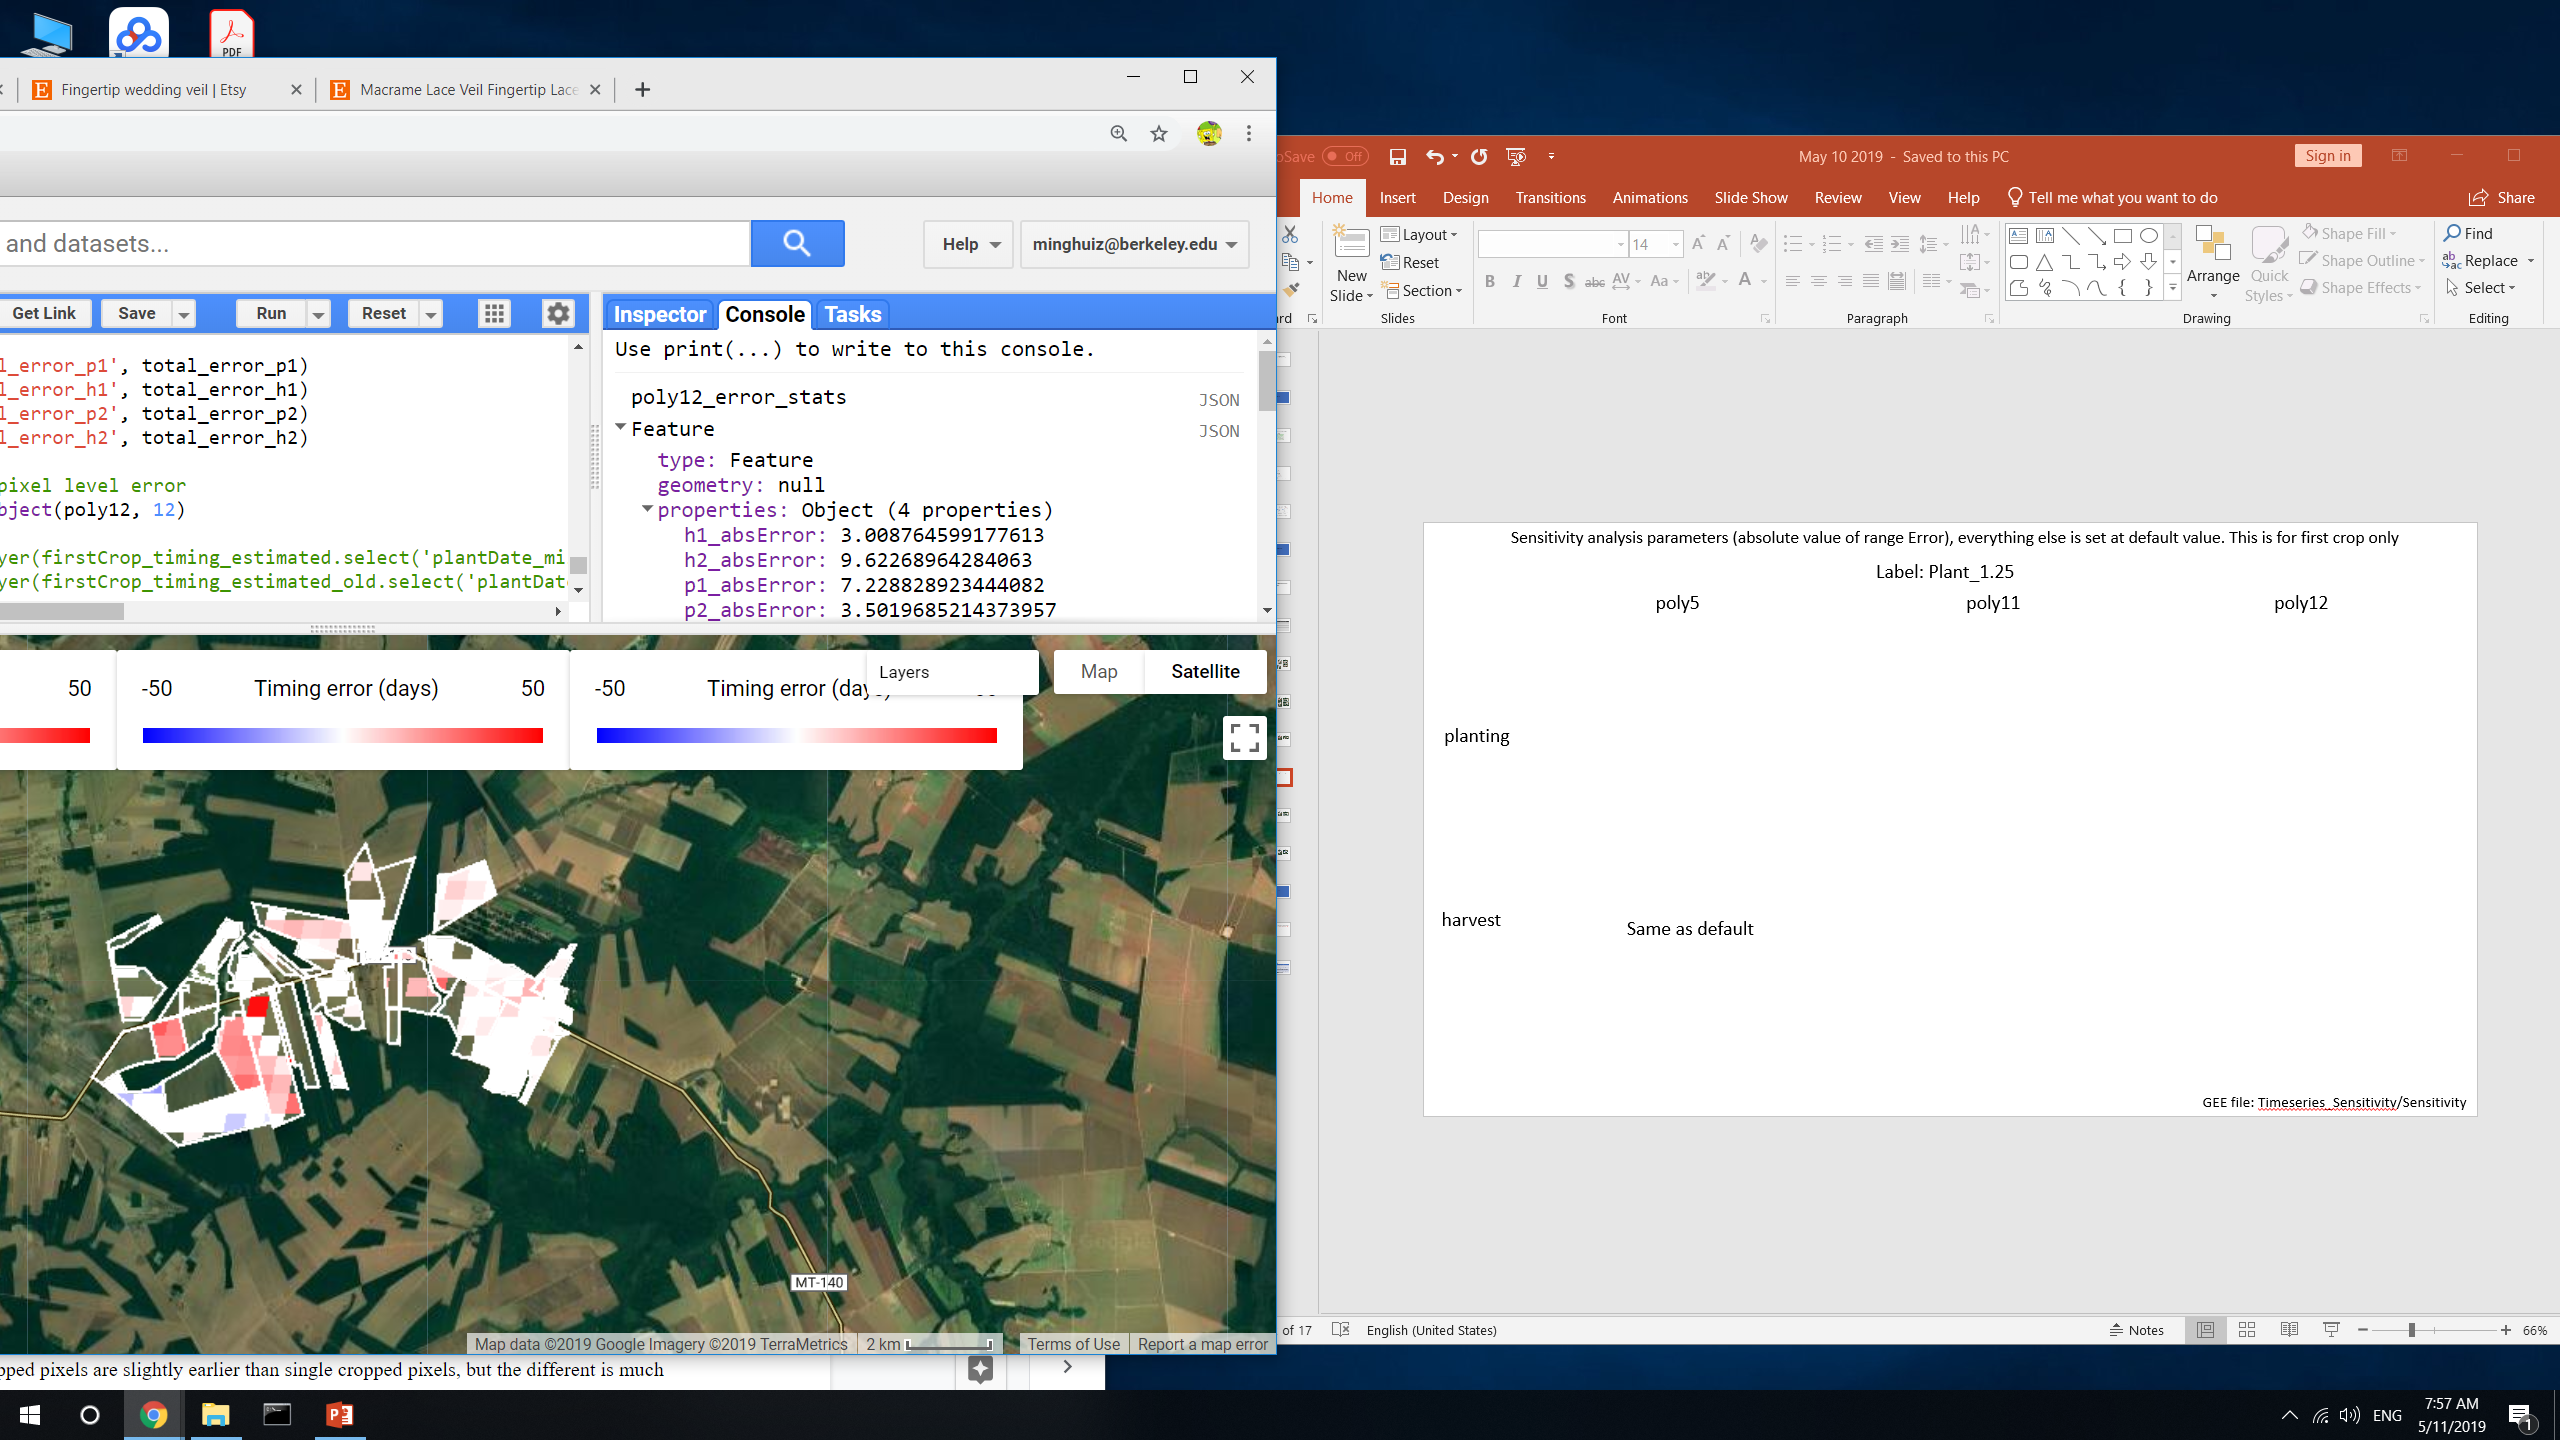 PDF
Fingertip wedding veil | Etsy
Macrame Lace Veil Fingertip Lace
and datasets...
Help
minghuiz@berkeley.edu
Get Link
Save
Run
Reset
Inspector
Console
Tasks
l_error_p1', total_error_p1)
l_error_h1', total_error_h1)
l_error_p2', total_error_p2)
l_error_h2', total_error_h2)
pixel level error
bject(poly12, 12)
yer(firstCrop_timing_estimated.select('plantDate_mi
yer(firstCrop_timing_estimated_old.select('plantDat
Use print(...) to write to this console.
poly12_error_stats
JSON
Feature
JSON
type: Feature
geometry: null
properties: Object (4 properties)
h1_absError: 3.008764599177613
h2_absError: 9.62268964284063
p1_absError: 7.228828923444082
p2_absError: 3.5019685214373957
50
-50 Timing error (days) 50
-50 Timing error (day
Layers
Map
Satellite
MT-140
Map data ©2019 Google Imagery ©2019 TerraMetrics
2 km
Terms of Use
Report a map error
pped pixels are slightly earlier than single cropped pixels, but the different is much
Save
Off
May 10 2019 - Saved to this PC
Sign in
Home
Insert
Design
Transitions
Animations
Slide Show
Review
View
Help
Tell me what you want to do
Share
New
Slide
Layout
Reset
Section
14
B I U S abc AV Aa
A
Arrange
Quick
Styles
Shape Fill
Shape Outline
Shape Effects
Find
Replace
Select
rd
Slides
Font
Paragraph
Drawing
Editing
Sensitivity analysis parameters (absolute value of range Error), everything else is set at default value. This is for first crop only
Label: Plant_1.25
poly5
poly11
poly12
planting
harvest
Same as default
GEE file: Timeseries_Sensitivity/Sensitivity
of 17
English (United States)
Notes
66%
ENG
7:57 AM
5/11/2019
1